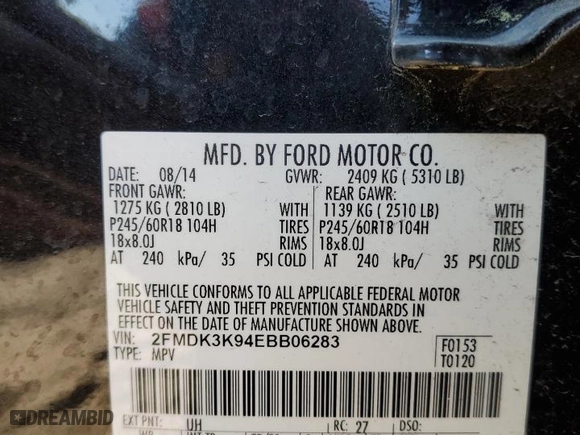 MFD. BY FORD MOTOR CO.
DATE: 08/14 GVWR: 2409 KG ( 5310 LB)
FRONT GAWR: REAR GAWR:
1275 KG ( 2810 LB) WITH 1139 KG ( 2510 LB) WITH
P245/60R18 104H TIRES P245/60R18 104H TIRES
18x8.0J RIMS 18x8.0J RIMS
AT 240 kPa/ 35 PSI COLD AT 240 kPa/ 35 PSI COLD
THIS VEHICLE CONFORMS TO ALL APPLICABLE FEDERAL MOTOR
VEHICLE SAFETY AND THEFT PREVENTION STANDARDS IN
EFFECT ON THE DATE OF MANUFACTURE SHOWN ABOVE.
VIN: 2FMDK3K94EBB06283 F0153
TYPE: MPV T0120
EXT PNT: UH RC: 27 DSO:
DREAMBID